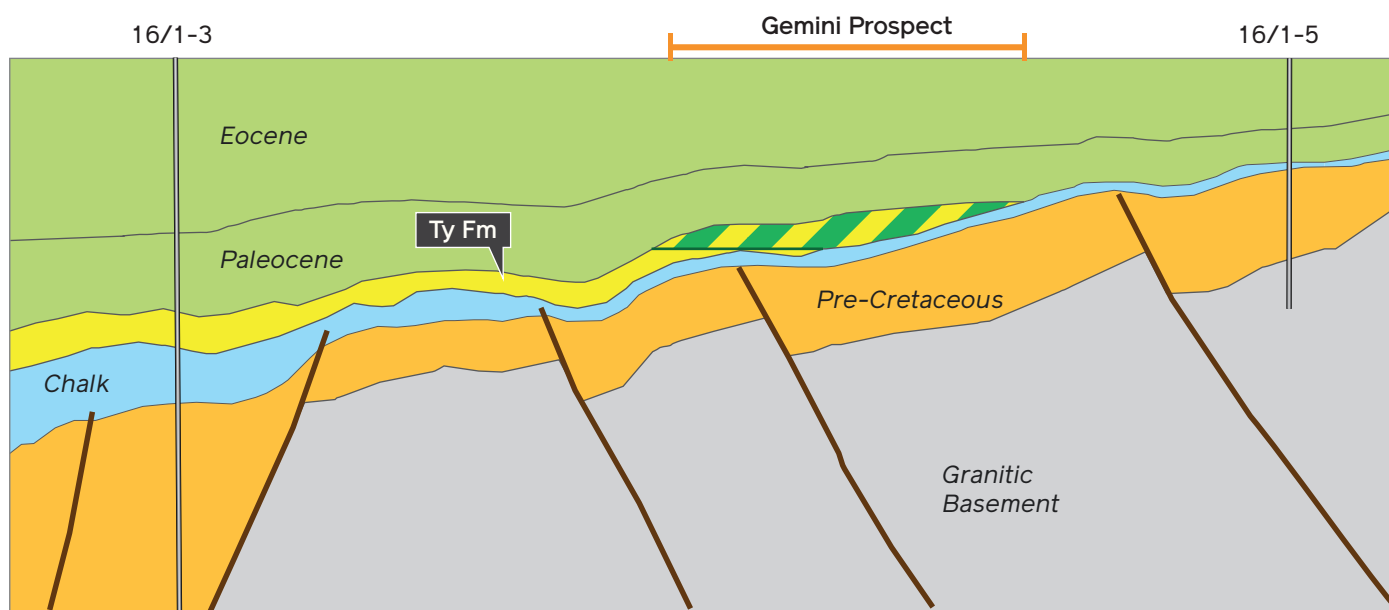 16/1-3
Gemini Prospect
16/1-5
Eocene
Ty Fm
Paleocene
Pre-Cretaceous
Chalk
Granitic
Basement